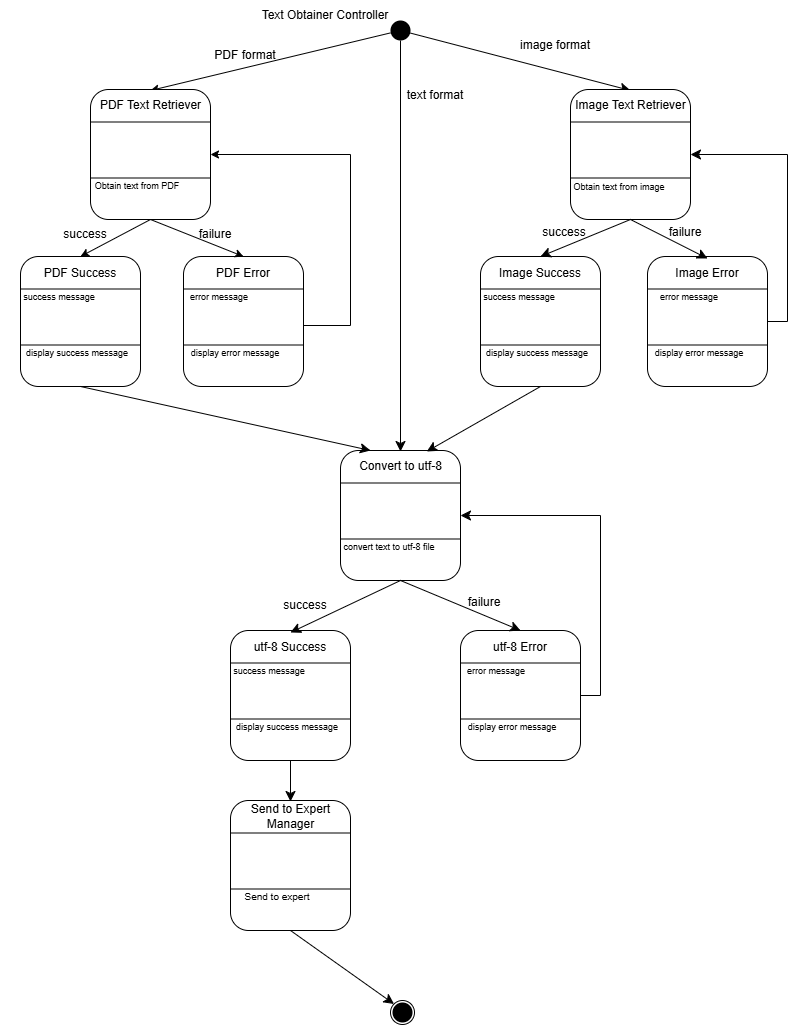 Text Obtainer Controller
PDF format
image format
text format
PDF Text Retriever
Obtain text from PDF
Image Text Retriever
Obtain text from image
success
failure
success
failure
PDF Success
success message
display success message
PDF Error
error message
display error message
Image Success
success message
display success message
Image Error
error message
display error message
Convert to utf-8
convert text to utf-8 file
success
failure
utf-8 Success
success message
display success message
utf-8 Error
error message
display error message
Send to Expert
Manager
Send to expert